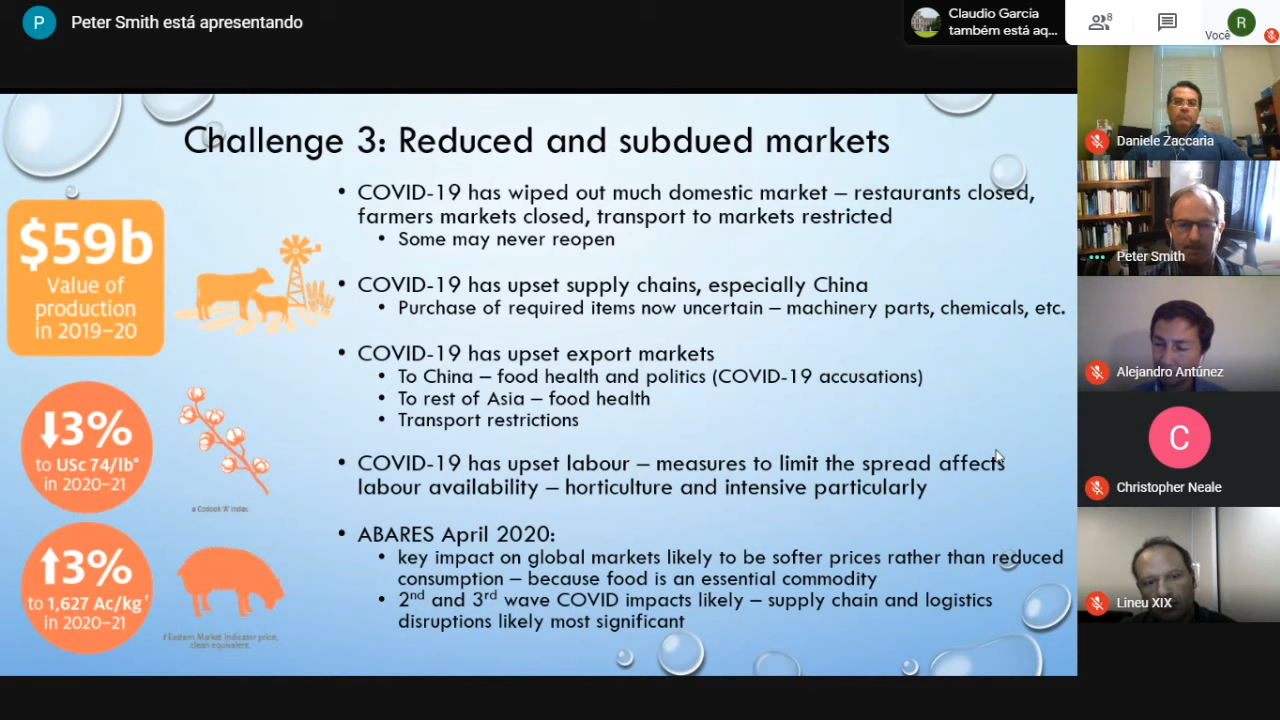 P
Peter Smith está apresentando
Claudio García
também está aq...
8
Você
R
Challenge 3: Reduced and subdued markets
$59b
Value of
production
in 2019–20
↓3%
to USc 74/lb*
in 2020–21
↑3%
to 1,627 Ac/kg†
in 2020–21
† Eastern Market Indicator price,
clean equivalent.
• COVID-19 has wiped out much domestic market – restaurants closed,
farmers markets closed, transport to markets restricted
• Some may never reopen
• COVID-19 has upset supply chains, especially China
• Purchase of required items now uncertain – machinery parts, chemicals, etc.
• COVID-19 has upset export markets
• To China – food health and politics (COVID-19 accusations)
• To rest of Asia – food health
• Transport restrictions
• COVID-19 has upset labour – measures to limit the spread affects
labour availability – horticulture and intensive particularly
• ABARES April 2020:
• key impact on global markets likely to be softer prices rather than reduced
consumption – because food is an essential commodity
• 2nd and 3rd wave COVID impacts likely – supply chain and logistics
disruptions likely most significant
Daniele Zaccaria
Peter Smith
Alejandro Antúnez
C
Christopher Neale
Lineu XIX